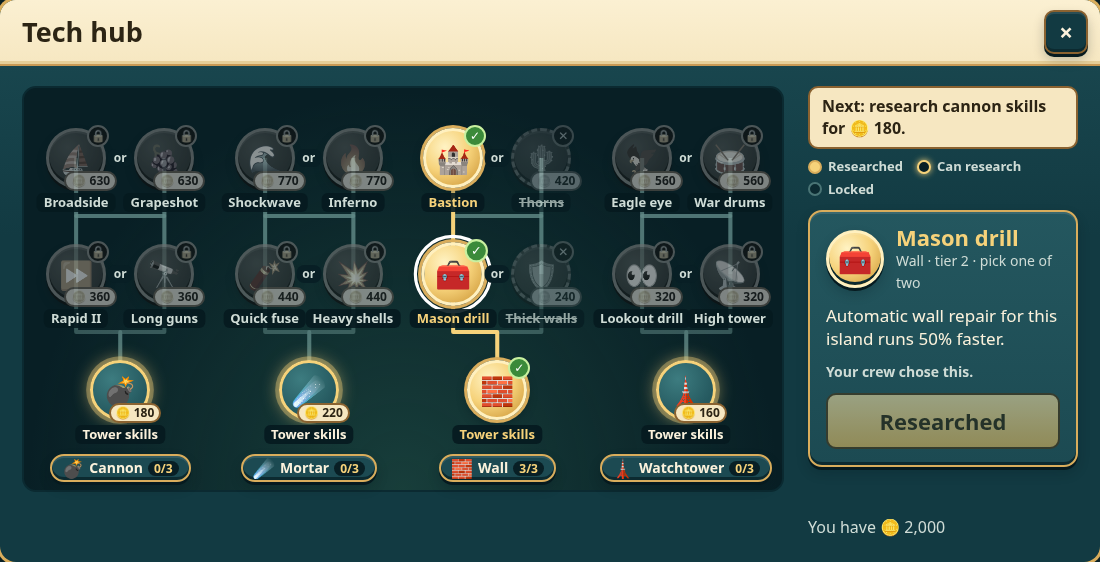 Tech hub
×
Next: research cannon skills
for 180.
Researched
Can research
Locked
630 or 630
Broadside Grapeshot
770 or 770
Shockwave Inferno
or 420
Bastion Thorns
560 or 560
Eagle eye War drums
360 or 360
Rapid II Long guns
440 or 440
Quick fuse Heavy shells
or 240
Mason drill Thick walls
320 or 320
Lookout drill High tower
180
Tower skills
220
Tower skills
Tower skills
160
Tower skills
Cannon 0/3
Mortar 0/3
Wall 3/3
Watchtower 0/3
Mason drill
Wall · tier 2 · pick one of
two
Automatic wall repair for this
island runs 50% faster.
Your crew chose this.
Researched
You have 2,000